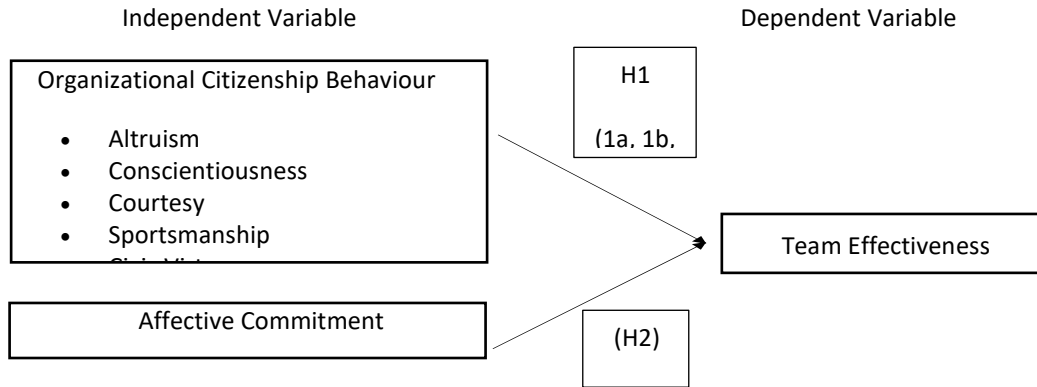 Independent Variable
Dependent Variable
Organizational Citizenship Behaviour
• Altruism
• Conscientiousness
• Courtesy
• Sportsmanship
H1
(1a, 1b,
Team Effectiveness
Affective Commitment
(H2)